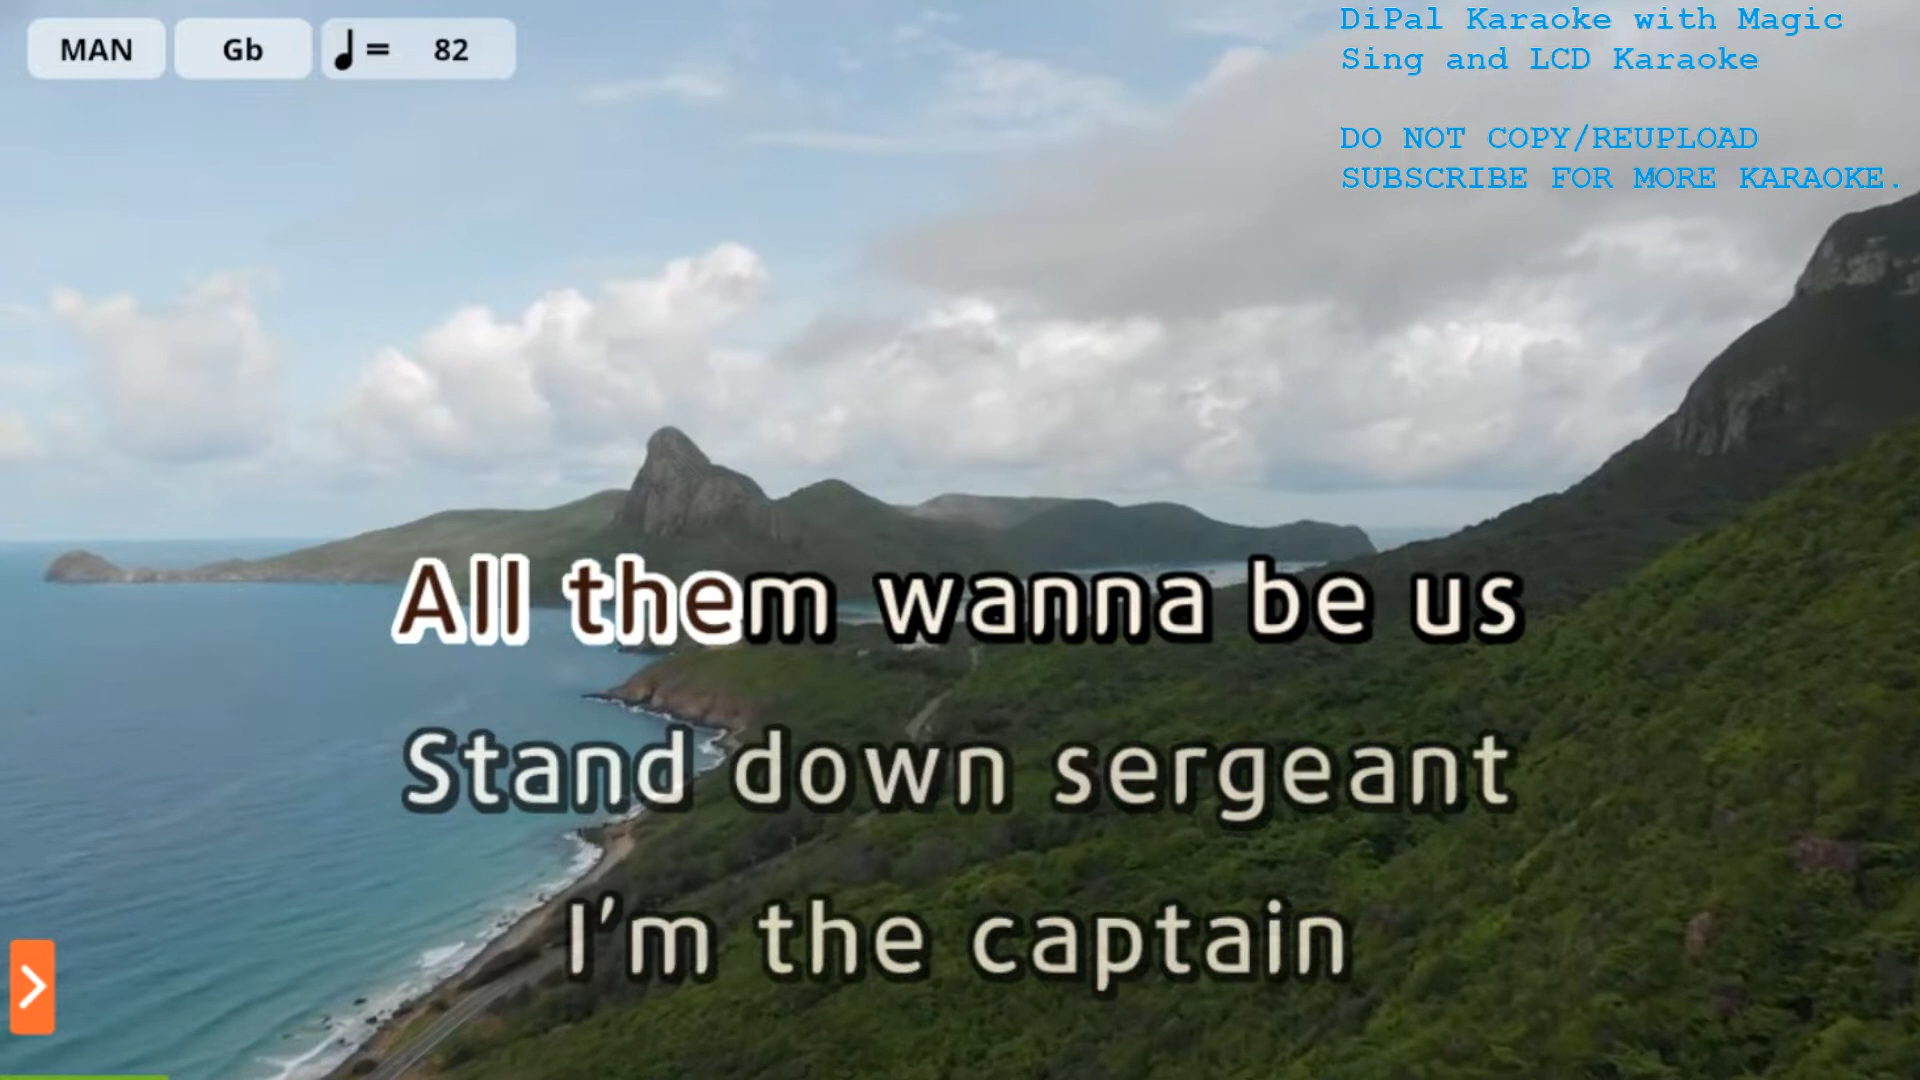 MAN Gb ♩ = 82
DiPal Karaoke with Magic
Sing and LCD Karaoke
DO NOT COPY/REUPLOAD
SUBSCRIBE FOR MORE KARAOKE.
All them wanna be us
Stand down sergeant
I'm the captain